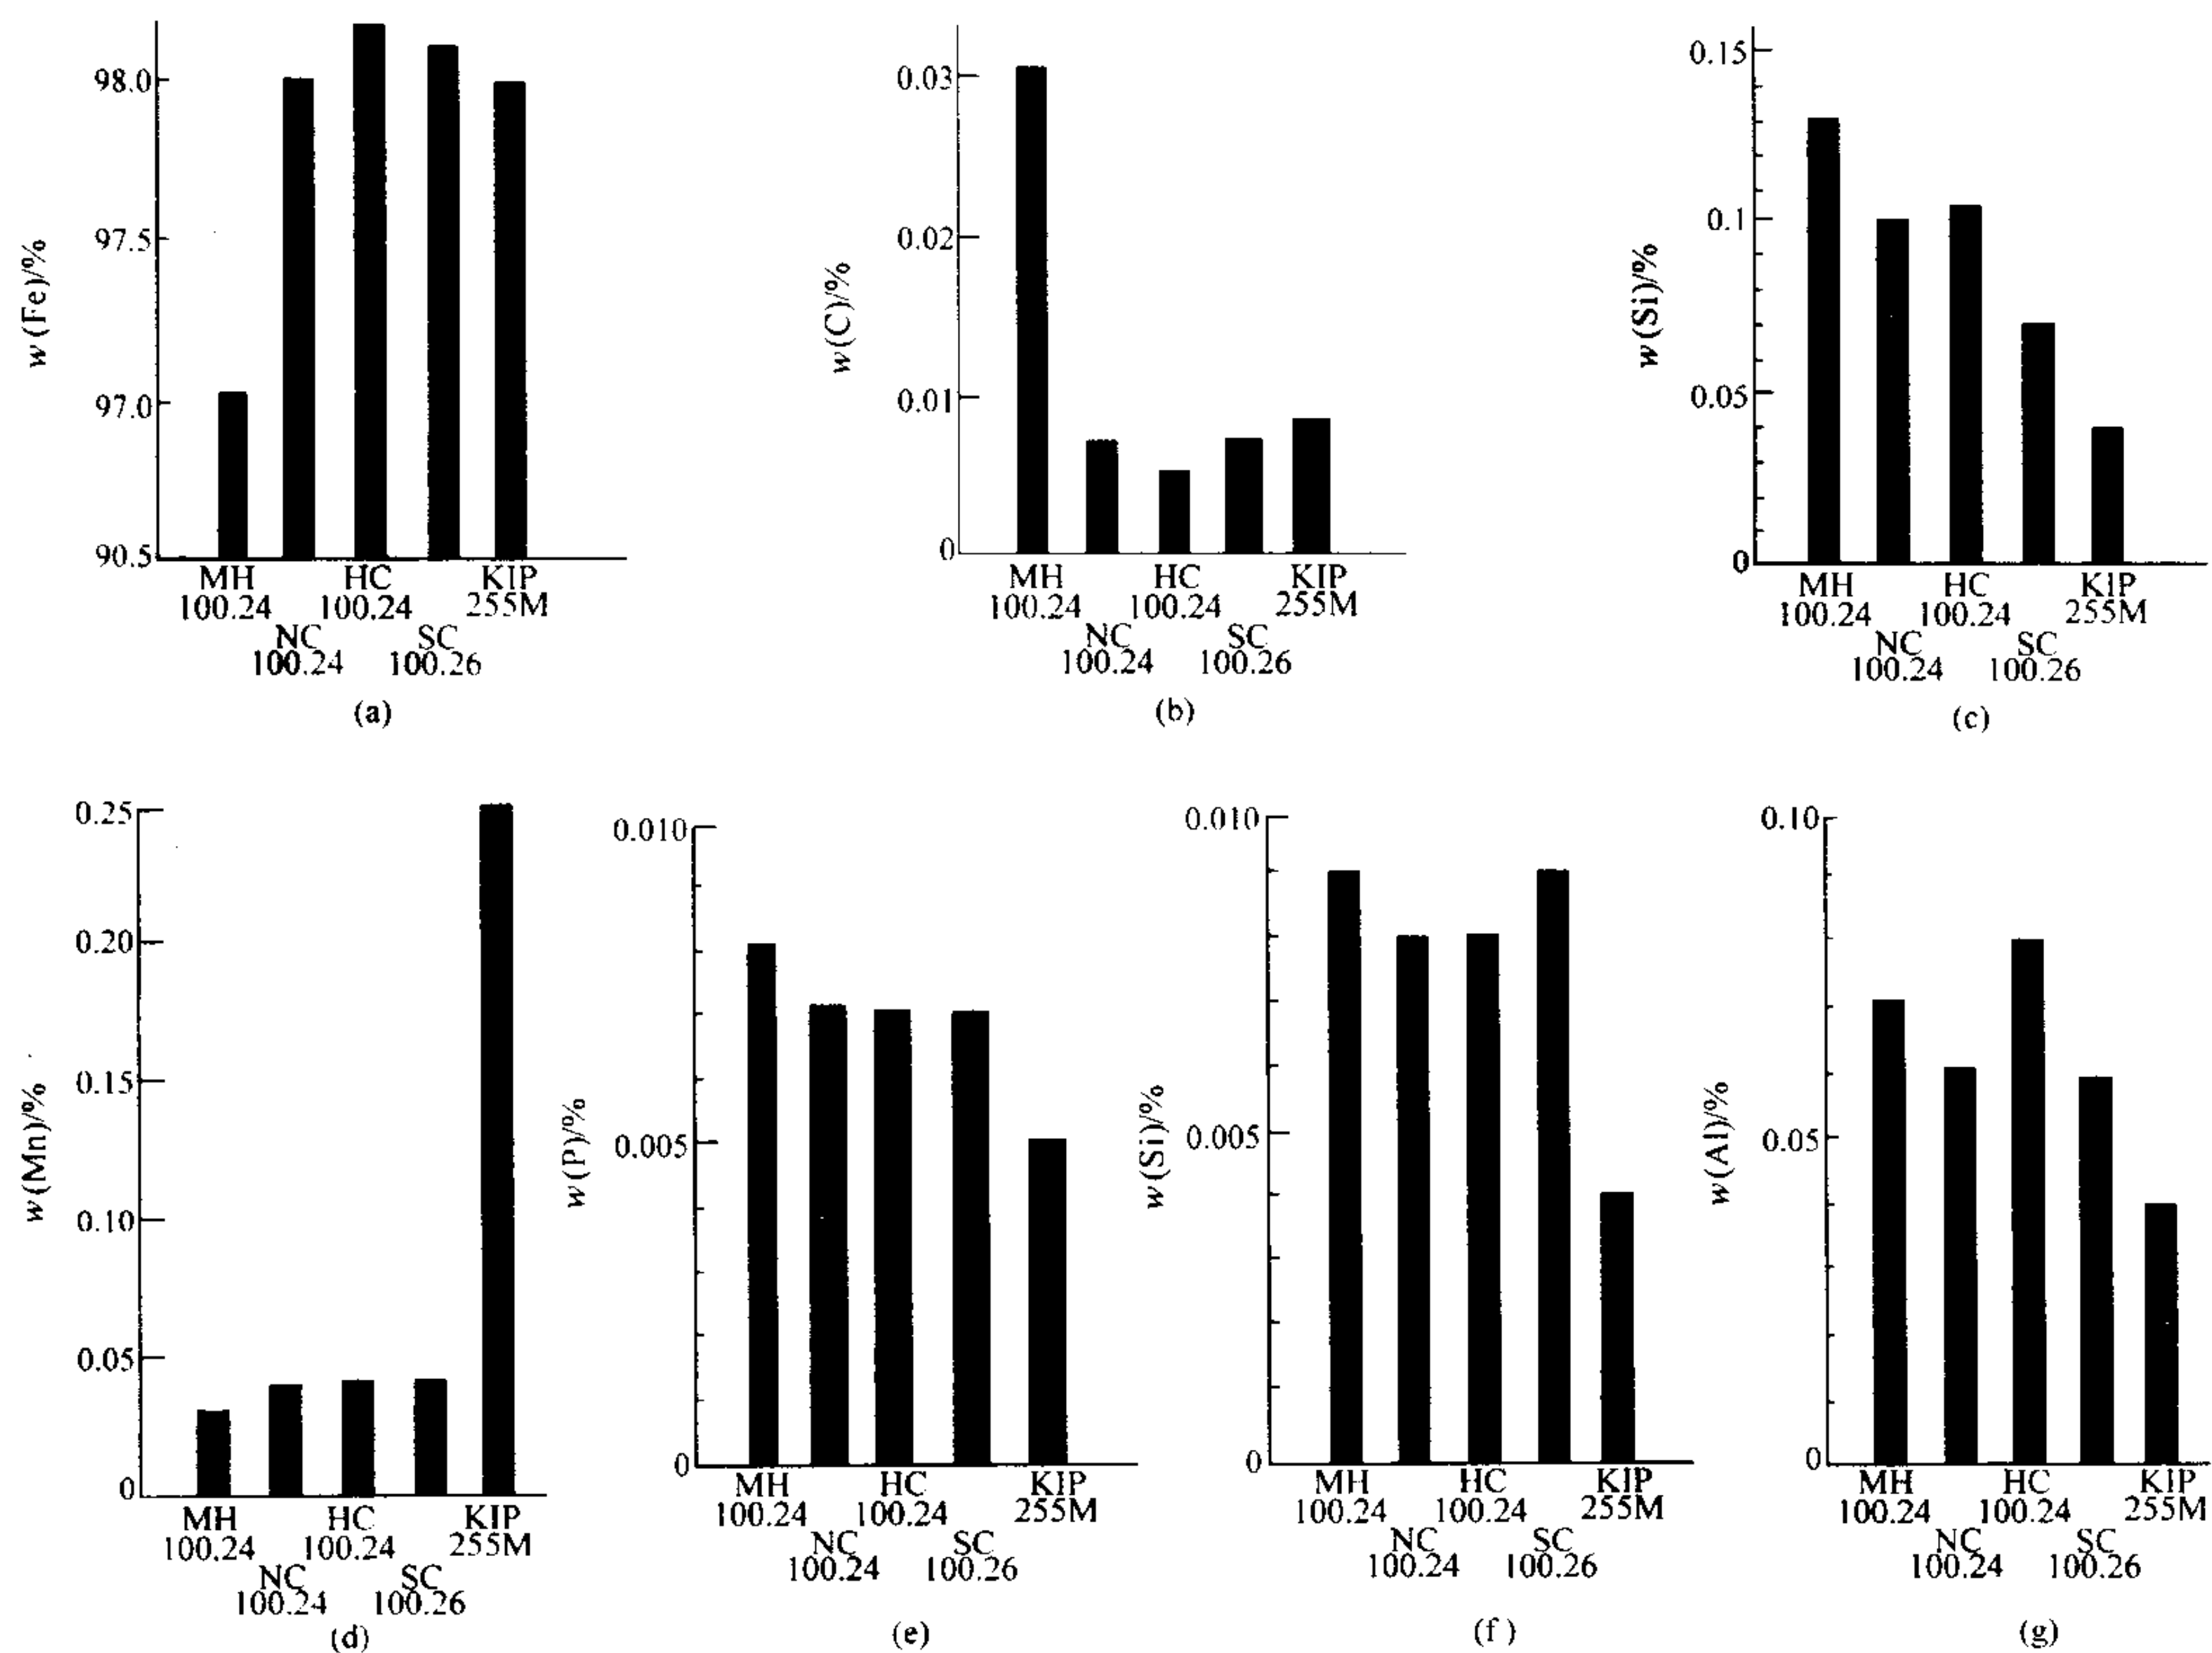 w(Fe)/%
98.0
97.5
97.0
90.5
MH HC KIP
100.24 100.24 255M
NC SC
100.24 100.26
(a)
w(C)/%
0.03
0.02
0.01
0
MH HC KIP
100.24 100.24 255M
NC SC
100.24 100.26
(b)
w(Si)/%
0.15
0.1
0.05
0
MH HC KIP
100.24 100.24 255M
NC SC
100.24 100.26
(c)
w(Mn)/%
0.25
0.20
0.15
0.10
0.05
0
MH HC KIP
100.24 100.24 255M
NC SC
100.24 100.26
(d)
w(P)/%
0.010
0.005
0
MH HC KIP
100.24 100.24 255M
NC SC
100.24 100.26
(e)
w(Si)/%
0.010
0.005
0
MH HC KIP
100.24 100.24 255M
NC SC
100.24 100.26
(f)
w(Al)/%
0.10
0.05
0
MH HC KIP
100.24 100.24 255M
NC SC
100.24 100.26
(g)